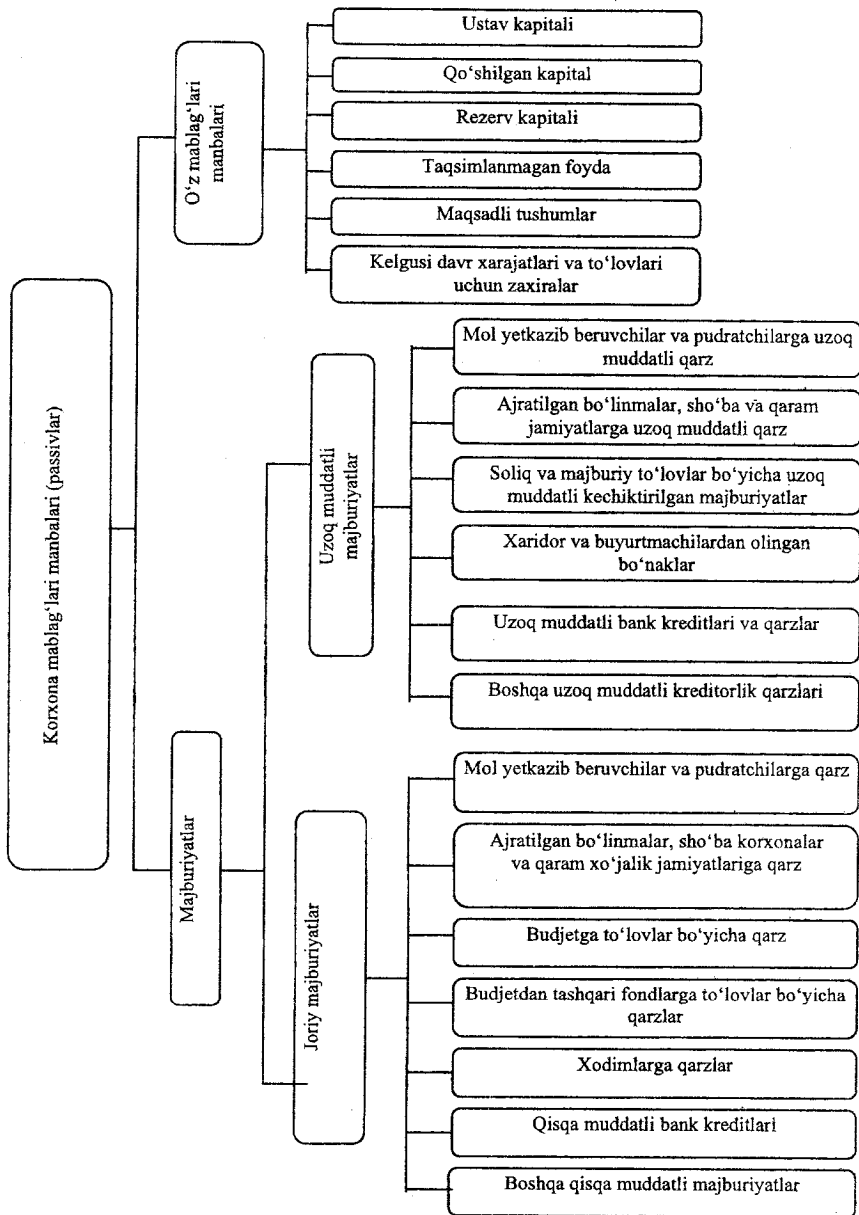 Korxona mablag‘lari manbalari (passivlar)
O‘z mablag‘lari
manbalari
Ustav kapitali
Qo‘shilgan kapital
Rezerv kapitali
Taqsimlanmagan foyda
Maqsadli tushumlar
Kelgusi davr xarajatlari va to‘lovlari
uchun zaxiralar
Majburiyatlar
Uzoq muddatli
majburiyatlar
Mol yetkazib beruvchilar va pudratchilarga uzoq
muddatli qarz
Ajratilgan bo‘linmalar, sho‘ba va qaram
jamiyatlarga uzoq muddatli qarz
Soliq va majburiy to‘lovlar bo‘yicha uzoq
muddatli kechiktirilgan majburiyatlar
Xaridor va buyurtmachilardan olingan
bo‘naklar
Uzoq muddatli bank kreditlari va qarzlar
Boshqa uzoq muddatli kreditorlik qarzlari
Joriy majburiyatlar
Mol yetkazib beruvchilar va pudratchilarga qarz
Ajratilgan bo‘linmalar, sho‘ba korxonalar
va qaram xo‘jalik jamiyatlariga qarz
Budjetga to‘lovlar bo‘yicha qarz
Budjetdan tashqari fondlarga to‘lovlar bo‘yicha
qarzlar
Xodimlarga qarzlar
Qisqa muddatli bank kreditlari
Boshqa qisqa muddatli majburiyatlar